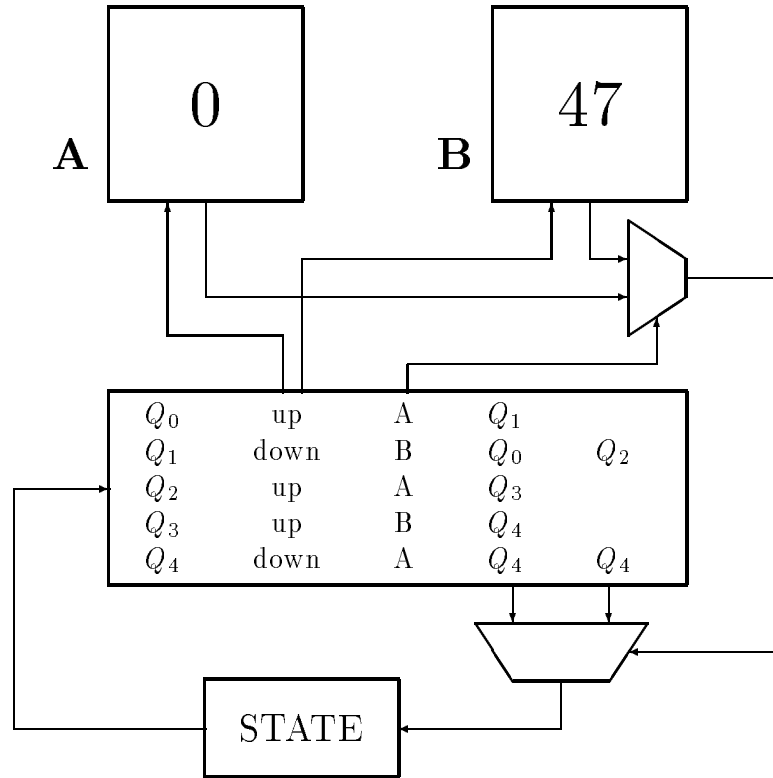 0 47
A B
Q₀ up A Q₁
Q₁ down B Q₀ Q₂
Q₂ up A Q₃
Q₃ up B Q₄
Q₄ down A Q₄ Q₄
STATE